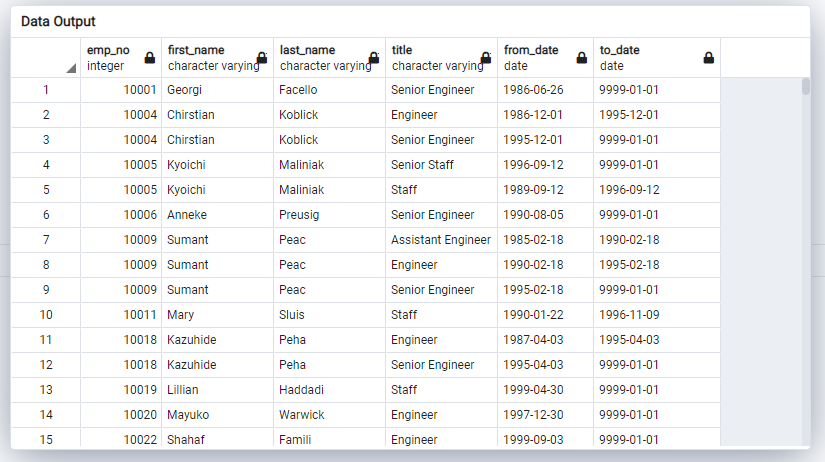 Data Output
emp_no first_name last_name title from_date to_date
integer character varying character varying character varying date date
1 10001 Georgi Facello Senior Engineer 1986-06-26 9999-01-01
2 10004 Chirstian Koblick Engineer 1986-12-01 1995-12-01
3 10004 Chirstian Koblick Senior Engineer 1995-12-01 9999-01-01
4 10005 Kyoichi Maliniak Senior Staff 1996-09-12 9999-01-01
5 10005 Kyoichi Maliniak Staff 1989-09-12 1996-09-12
6 10006 Anneke Preusig Senior Engineer 1990-08-05 9999-01-01
7 10009 Sumant Peac Assistant Engineer 1985-02-18 1990-02-18
8 10009 Sumant Peac Engineer 1990-02-18 1995-02-18
9 10009 Sumant Peac Senior Engineer 1995-02-18 9999-01-01
10 10011 Mary Sluis Staff 1990-01-22 1996-11-09
11 10018 Kazuhide Peha Engineer 1987-04-03 1995-04-03
12 10018 Kazuhide Peha Senior Engineer 1995-04-03 9999-01-01
13 10019 Lillian Haddadi Staff 1999-04-30 9999-01-01
14 10020 Mayuko Warwick Engineer 1997-12-30 9999-01-01
15 10022 Shahaf Famili Engineer 1999-09-03 9999-01-01